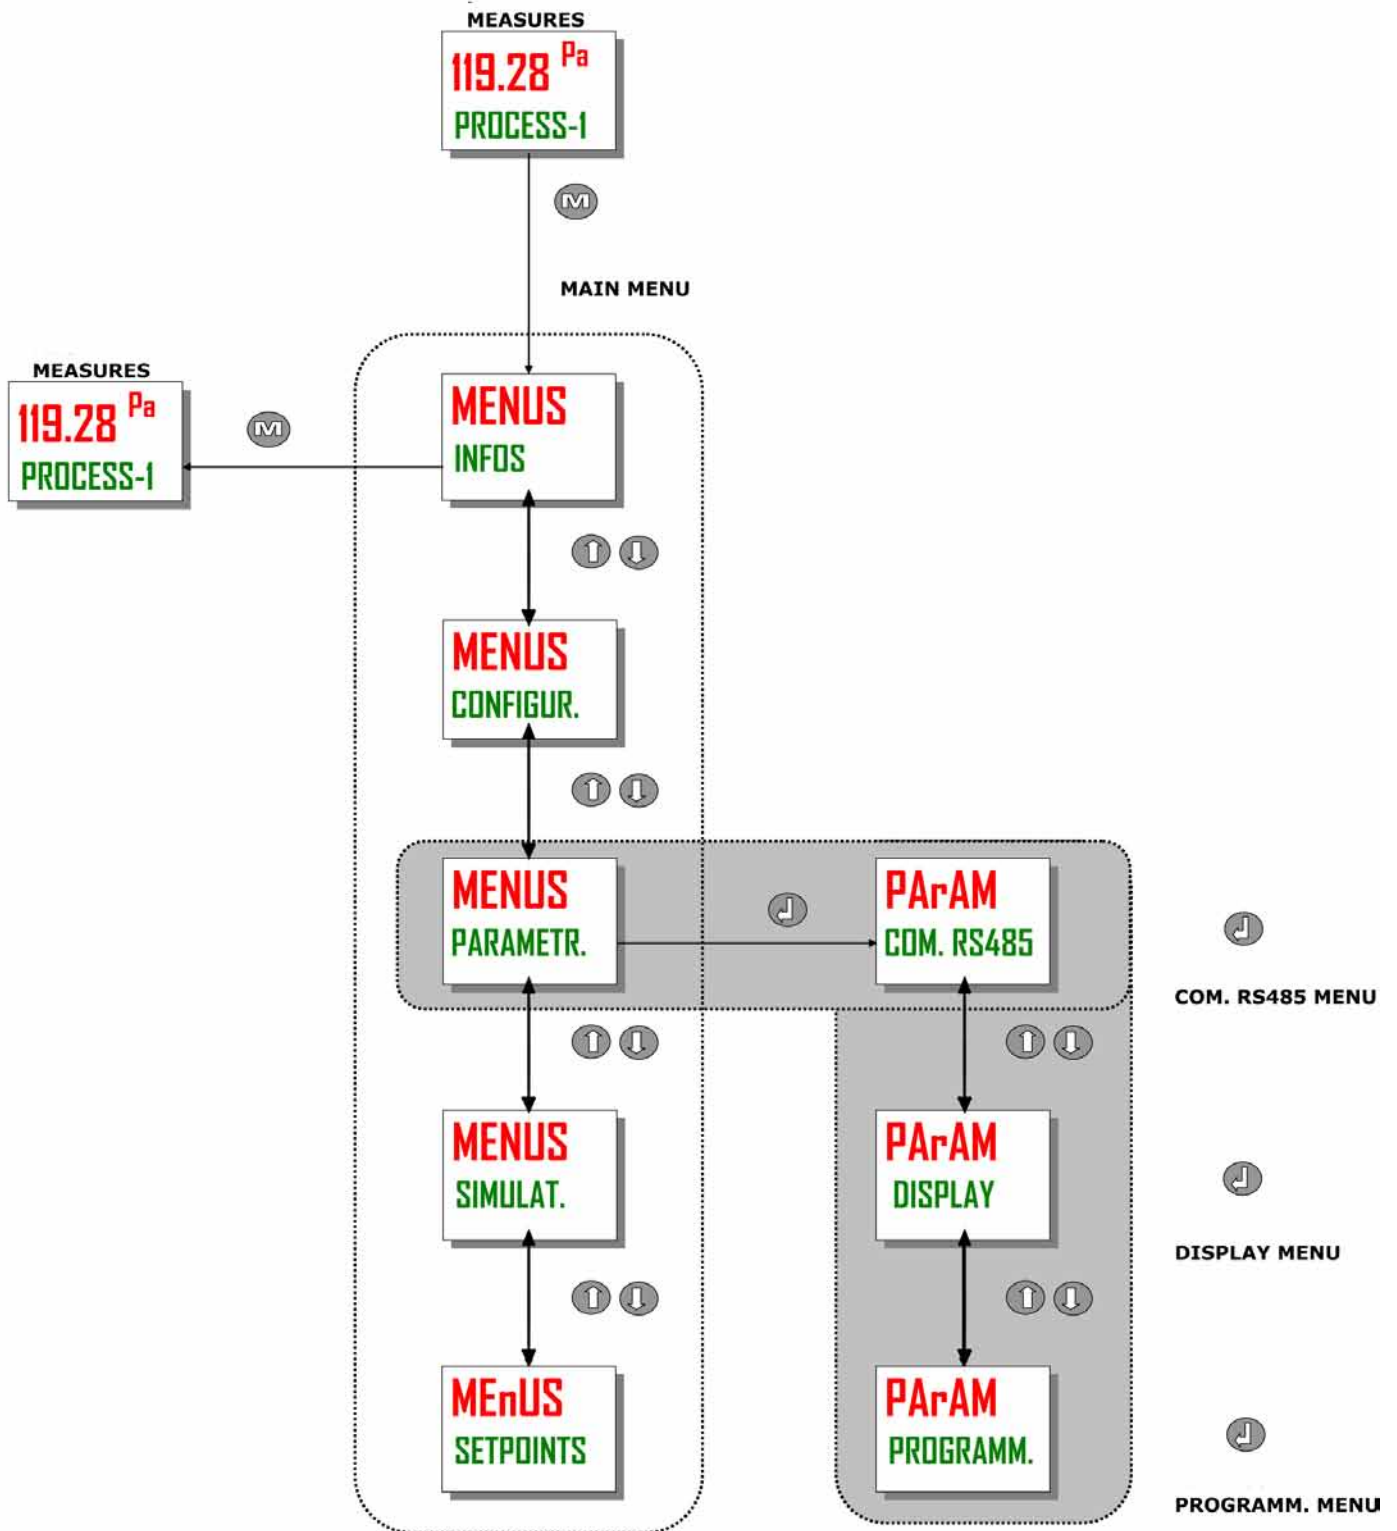 MEASURES
119.28 Pa
PROCESS-1
M
MAIN MENU
MEASURES
119.28 Pa
PROCESS-1
M
MENUS
INFOS
MENUS
CONFIGUR.
MENUS
PARAMETR.
PArAM
COM. RS485
COM. RS485 MENU
MENUS
SIMULAT.
PArAM
DISPLAY
DISPLAY MENU
MEnUS
SETPOINTS
PArAM
PROGRAMM.
PROGRAMM. MENU